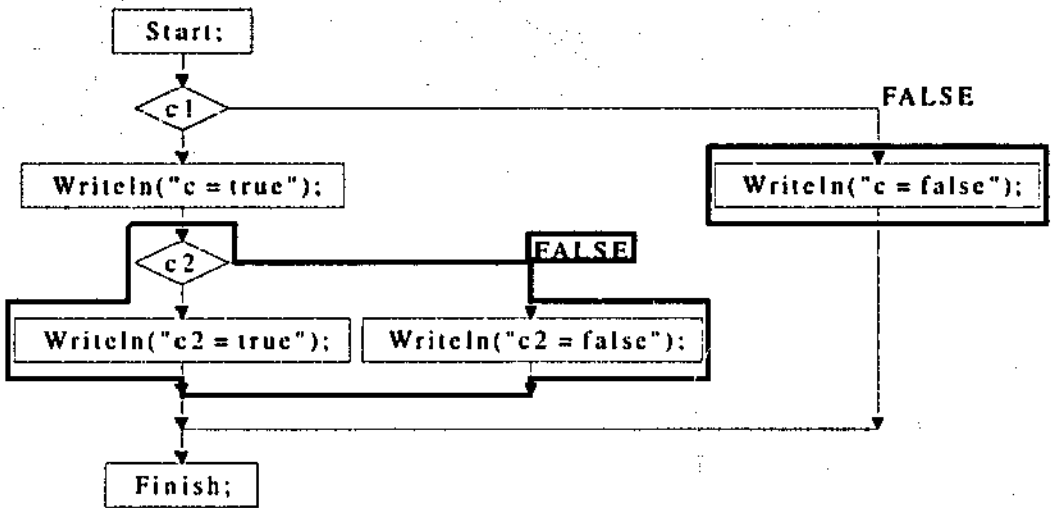 Start;
c1
FALSE
Writeln("c = true");
Writeln("c = false");
c2
FALSE
Writeln("c2 = true");
Writeln("c2 = false");
Finish;